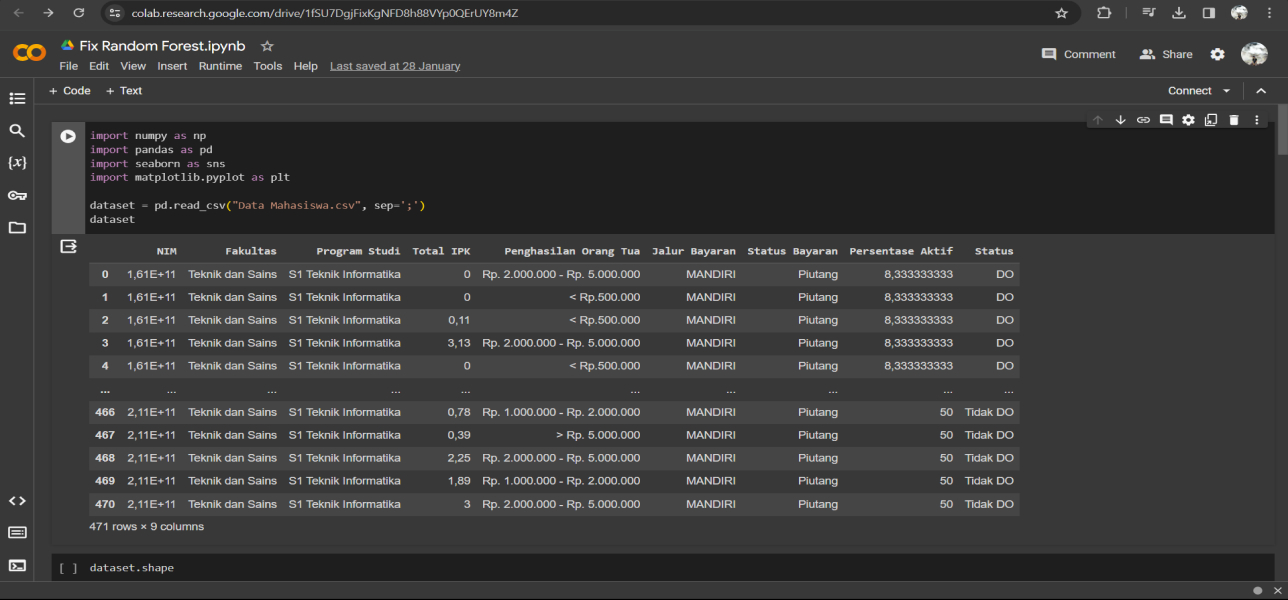 colab.research.google.com/drive/1fSU7DgjFixKgNFD8h88VYp0QErUY8m4Z
Fix Random Forest.ipynb
File Edit View Insert Runtime Tools Help Last saved at 28 January
Comment Share
+ Code + Text
Connect
import numpy as np
import pandas as pd
import seaborn as sns
import matplotlib.pyplot as plt
dataset = pd.read_csv("Data Mahasiswa.csv", sep=';')
dataset
NIM Fakultas Program Studi Total IPK Penghasilan Orang Tua Jalur Bayaran Status Bayaran Persentase Aktif Status
0 1,61E+11 Teknik dan Sains S1 Teknik Informatika 0 Rp. 2.000.000 - Rp. 5.000.000 MANDIRI Piutang 8,333333333 DO
1 1,61E+11 Teknik dan Sains S1 Teknik Informatika 0 < Rp.500.000 MANDIRI Piutang 8,333333333 DO
2 1,61E+11 Teknik dan Sains S1 Teknik Informatika 0,11 < Rp.500.000 MANDIRI Piutang 8,333333333 DO
3 1,61E+11 Teknik dan Sains S1 Teknik Informatika 3,13 Rp. 2.000.000 - Rp. 5.000.000 MANDIRI Piutang 8,333333333 DO
4 1,61E+11 Teknik dan Sains S1 Teknik Informatika 0 < Rp.500.000 MANDIRI Piutang 8,333333333 DO
... ... ... ... ... ... ... ... ... ...
466 2,11E+11 Teknik dan Sains S1 Teknik Informatika 0,78 Rp. 1.000.000 - Rp. 2.000.000 MANDIRI Piutang 50 Tidak DO
467 2,11E+11 Teknik dan Sains S1 Teknik Informatika 0,39 > Rp. 5.000.000 MANDIRI Piutang 50 Tidak DO
468 2,11E+11 Teknik dan Sains S1 Teknik Informatika 2,25 Rp. 2.000.000 - Rp. 5.000.000 MANDIRI Piutang 50 Tidak DO
469 2,11E+11 Teknik dan Sains S1 Teknik Informatika 1,89 Rp. 1.000.000 - Rp. 2.000.000 MANDIRI Piutang 50 Tidak DO
470 2,11E+11 Teknik dan Sains S1 Teknik Informatika 3 Rp. 2.000.000 - Rp. 5.000.000 MANDIRI Piutang 50 Tidak DO
471 rows × 9 columns
[ ] dataset.shape